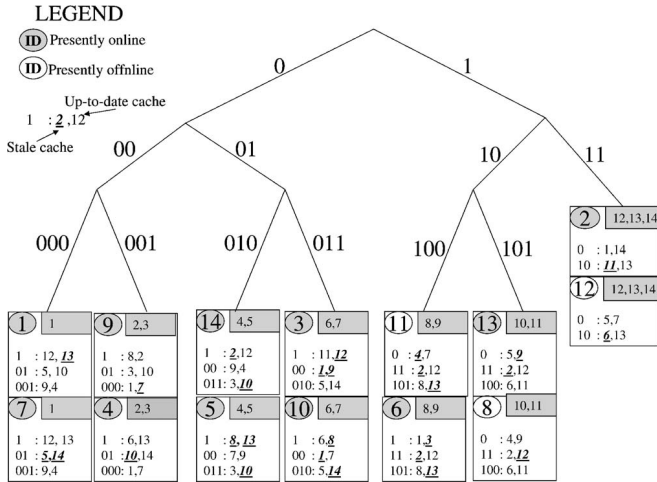 LEGEND
ID Presently online
ID Presently offnline
Up-to-date cache
1 : 2 ,12
Stale cache
0 1
00 01 10 11
000 001 010 011 100 101
2 12,13,14
0 : 1,14
10 : 11,13
12 12,13,14
0 : 5,7
10 : 6,13
1 1
1 : 12, 13
01 : 5, 10
001: 9,4
9 2,3
1 : 8,2
01 : 3, 10
000: 1,7
14 4,5
1 : 2,12
00 : 9,4
011: 3,10
3 6,7
1 : 11,12
00 : 1,9
010: 5,14
11 8,9
0 : 4,7
11 : 2,12
101: 8,13
13 10,11
0 : 5,9
11 : 2,12
100: 6,11
7 1
1 : 12, 13
01 : 5,14
001: 9,4
4 2,3
1 : 6,13
01 : 10,14
000: 1,7
5 4,5
1 : 8,13
00 : 7,9
011: 3,10
10 6,7
1 : 6,8
00 : 1,7
010: 5,14
6 8,9
1 : 1,3
11 : 2,12
101: 8,13
8 10,11
0 : 4,9
11 : 2,12
100: 6,11